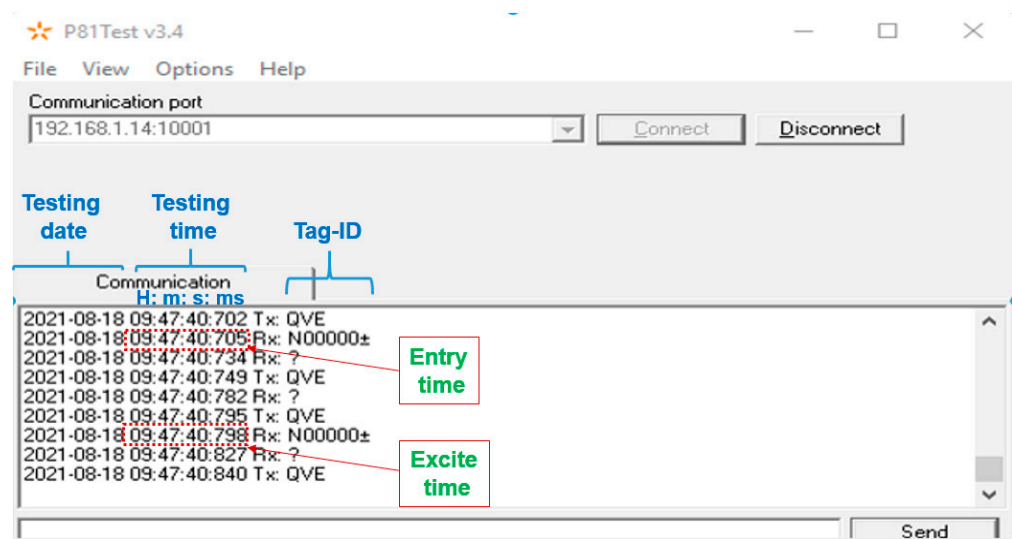 P81Test v3.4
File View Options Help
Communication port
192.168.1.14:10001
Connect
Disconnect
Testing date
Testing time
Tag-ID
Communication
H: m: s: ms
2021-08-18 09:47:40:702 Tx: QVE
2021-08-18 09:47:40:705 Rx: N00000±
2021-08-18 09:47:40:734 Rx: ?
2021-08-18 09:47:40:749 Tx: QVE
2021-08-18 09:47:40:782 Rx: ?
2021-08-18 09:47:40:795 Tx: QVE
2021-08-18 09:47:40:798 Rx: N00000±
2021-08-18 09:47:40:827 Rx: ?
2021-08-18 09:47:40:840 Tx: QVE
Entry
time
Excite
time
Send